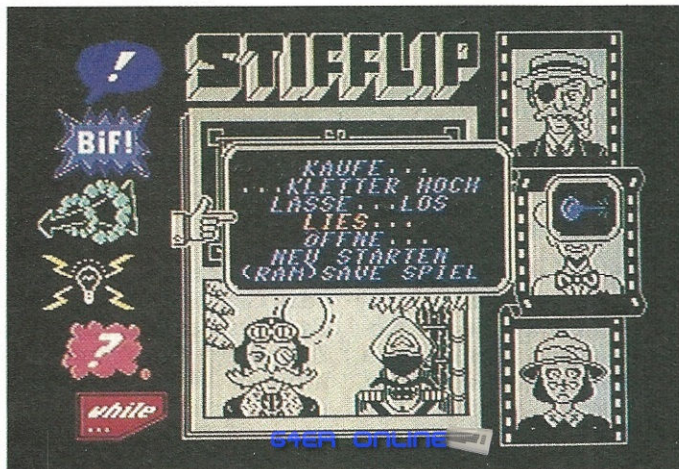 !
STIFFLIP
BiF!
KAUFE...
...KLETTER HOCH
LASSE...LOS
LIES...
ÖFFNE...
NEU STARTEN
(RAM)SAVE SPIEL
?
while
...
64ER ONLINE